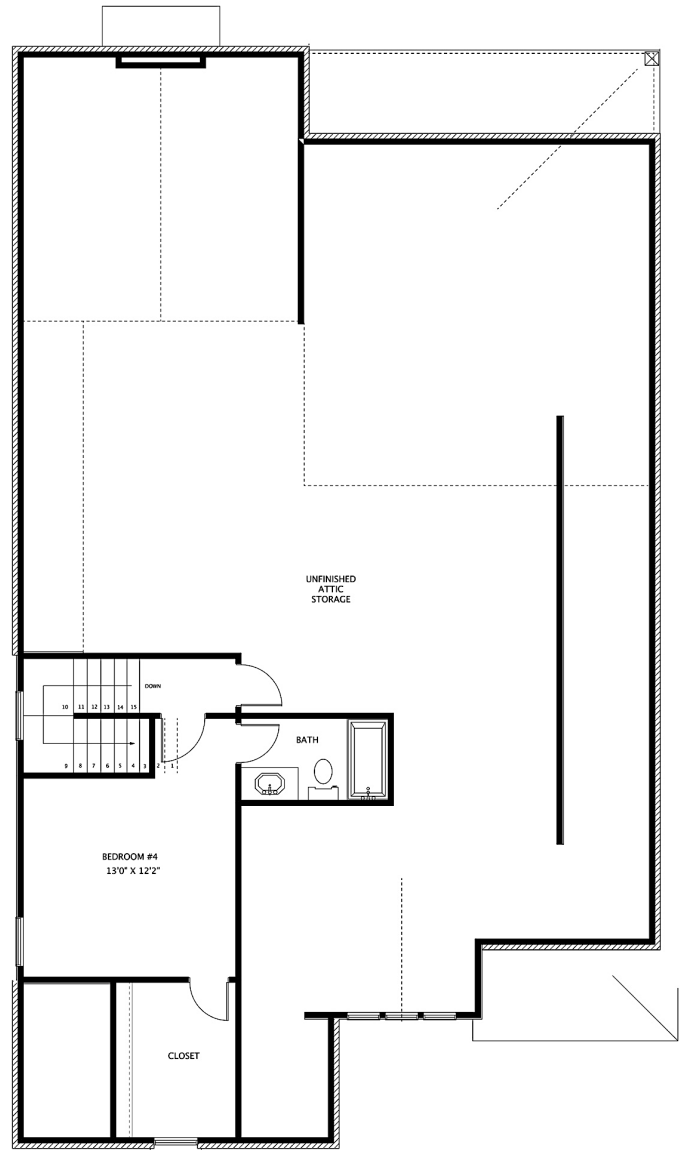 UNFINISHED
ATTIC
STORAGE
DOWN
10 11 12 13 14 15
BATH
9 8 7 6 5 4 3 2 1
BEDROOM #4
13'0" X 12'2"
CLOSET